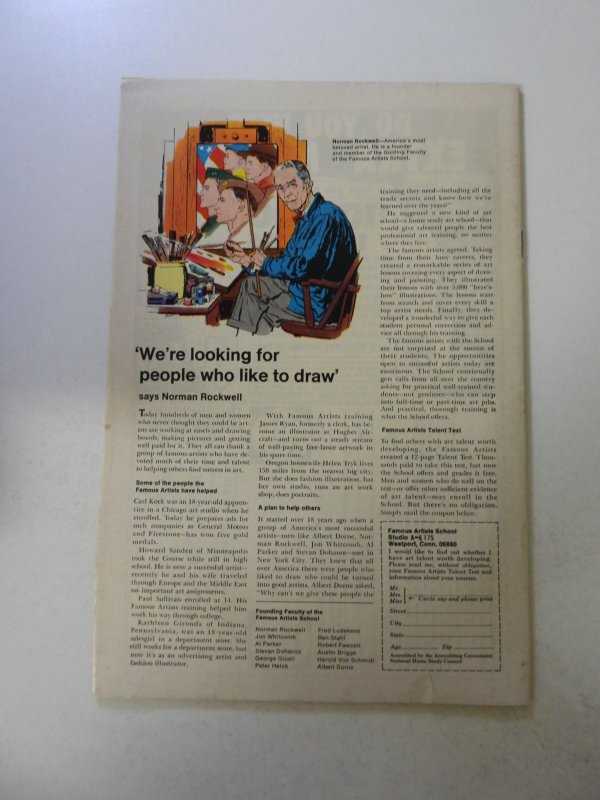 Norman Rockwell—America's most
beloved artist. He is a founder
and member of the Guiding Faculty
of the Famous Artists School.
'We're looking for
people who like to draw'
says Norman Rockwell
Today hundreds of men and women
who never thought they could be art-
ists are working at easels and drawing
boards, making pictures and getting
well paid for it. They all can thank a
group of famous artists who have de-
voted much of their time and talent
to helping others find success in art.
Some of the people the
Famous Artists have helped
Carl Kock was an 18-year-old appren-
tice in a Chicago art studio when he
enrolled. Today he prepares ads for
such companies as General Motors
and Firestone—has won five gold
medals.
Howard Sanden of Minneapolis
took the Course while still in high
school. He is now a successful artist—
recently he and his wife traveled
through Europe and the Middle East
on important art assignments.
Paul Sullivan enrolled at 14. His
Famous Artists training helped him
work his way through college.
Kathleen Gironda of Indiana,
Pennsylvania, was an 18-year-old
salesgirl in a department store. She
still works for a department store, but
now it's as an advertising artist and
fashion illustrator.
With Famous Artists training
James Ryan, formerly a clerk, has be-
come an illustrator at Hughes Air-
craft—and turns out a steady stream
of well-paying free-lance artwork in
his spare time.
Oregon housewife Helen Tryk lives
150 miles from the nearest big city.
But she does fashion illustration, has
her own studio, runs an art work
shop, does portraits.
A plan to help others
It started over 18 years ago when a
group of America's most successful
artists—men like Albert Dorne, Nor-
man Rockwell, Jon Whitcomb, Al
Parker and Stevan Dohanos—met in
New York City. They knew that all
over America there were people who
liked to draw who could be turned
into good artists. Albert Dorne asked,
"Why can't we give these people the
Founding Faculty of the
Famous Artists School
Norman Rockwell
Jon Whitcomb
Al Parker
Stevan Dohanos
George Giusti
Peter Helck
Fred Ludekens
Ben Stahl
Robert Fawcett
Austin Briggs
Harold Von Schmidt
Albert Dorne
training they need—including all the
trade secrets and know-how we've
learned over the years?"
He suggested a new kind of art
school—a home study art school—that
would give talented people the best
professional art training, no matter
where they live.
The famous artists agreed. Taking
time from their busy careers, they
created a remarkable series of art
lessons covering every aspect of draw-
ing and painting. They illustrated
their lessons with over 5,000 "here's-
how" illustrations. The lessons start
from scratch and cover every skill a
top artist needs. Finally, they de-
veloped a wonderful way to give each
student personal correction and ad-
vice all through his training.
The famous artists with the School
are not surprised at the success of
their students. The opportunities
open to successful artists today are
enormous. The School continually
gets calls from all over the country
asking for practical well-trained stu-
dents—not geniuses—who can step
into full-time or part-time art jobs.
And practical, thorough training is
what the School offers.
Famous Artists Talent Test
To find others with art talent worth
developing, the Famous Artists
created a 12-page Talent Test. Thou-
sands paid to take this test, but now
the School offers and grades it free.
Men and women who do well on the
test—or offer other sufficient evidence
of art talent—may enroll in the
School. But there's no obligation.
Simply mail the coupon below.
Famous Artists School
Studio A-6175
Westport, Conn. 06880
I would like to find out whether I
have art talent worth developing.
Please send me, without obligation,
your Famous Artists Talent Test and
information about your courses.
Mr.
Mrs.
Miss ← Circle one and please print
Street
City
State
Age Zip
Accredited by the Accrediting Commission
National Home Study Council